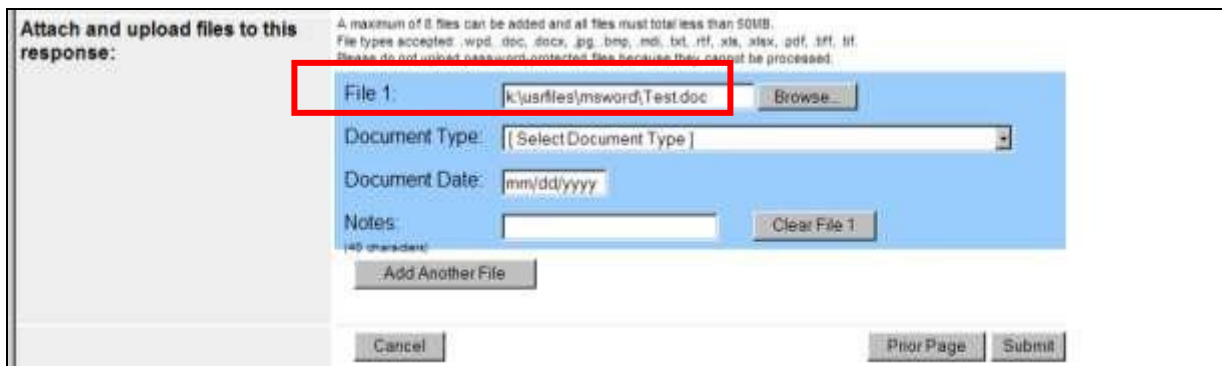 Attach and upload files to this response:
A maximum of 8 files can be added and all files must total less than 50MB.
File types accepted: .wpd, .doc, .docx, .jpg, .bmp, .mdi, .txt, .rtf, .xls, .xlsx, .pdf, .tiff, .tif.
Please do not upload password-protected files because they cannot be processed.
File 1: k:\usrfiles\msword\Test.doc Browse...
Document Type: [ Select Document Type ]
Document Date: mm/dd/yyyy
Notes: Clear File 1
(40 characters)
Add Another File
Cancel Prior Page Submit